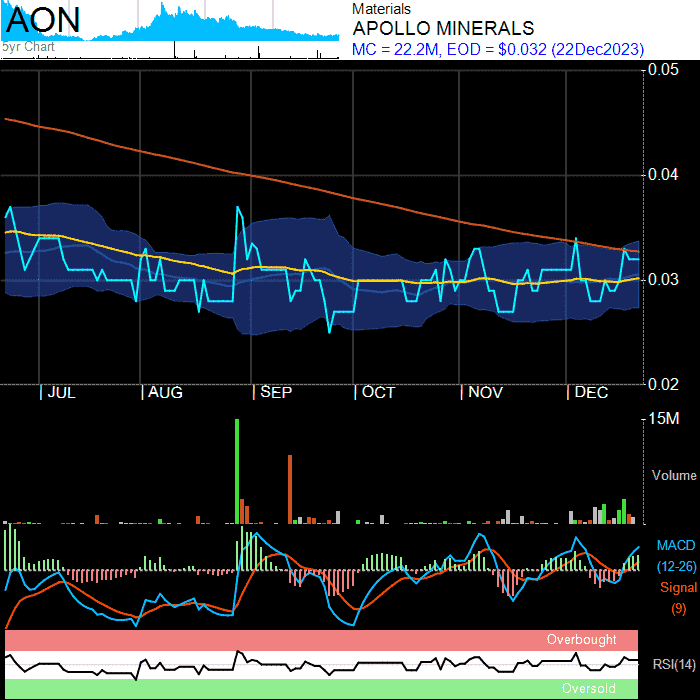 AON
5yr Chart
Materials
APOLLO MINERALS
MC = 22.2M, EOD = $0.032 (22Dec2023)
0.05
0.04
0.03
0.02
JUL AUG SEP OCT NOV DEC
15M
Volume
MACD
(12-26)
Signal
(9)
Overbought
RSI(14)
Oversold